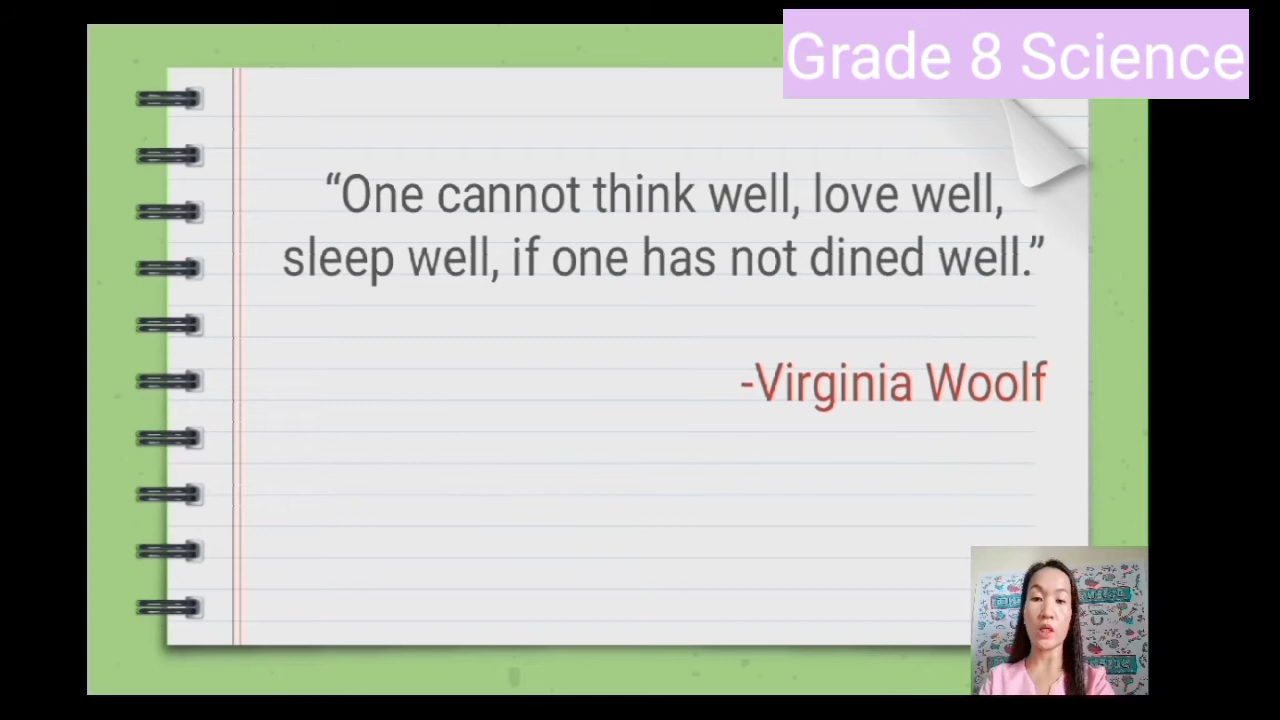 Grade 8 Science
“One cannot think well, love well,
sleep well, if one has not dined well.”
-Virginia Woolf